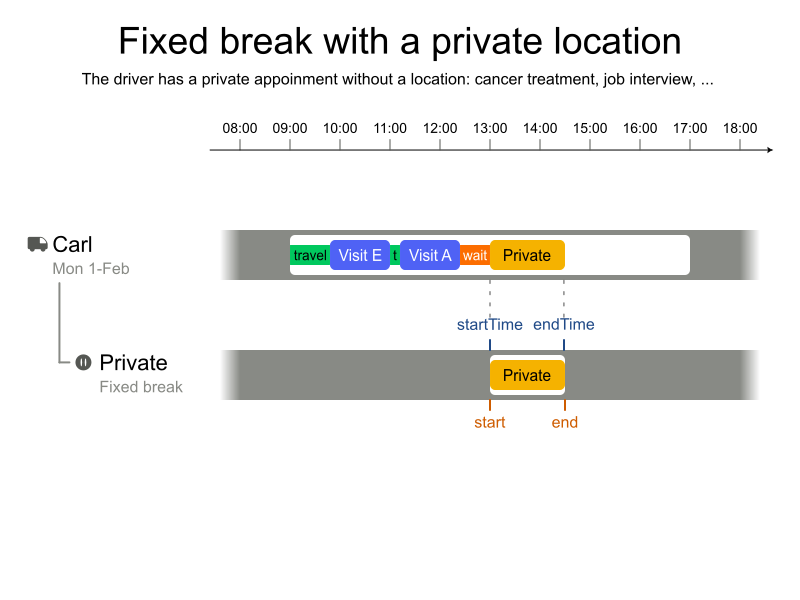 Fixed break with a private location
The driver has a private appoinment without a location: cancer treatment, job interview, ...
08:00 09:00 10:00 11:00 12:00 13:00 14:00 15:00 16:00 17:00 18:00
Carl
Mon 1-Feb
travel Visit E t Visit A wait Private
startTime endTime
Private
Fixed break
Private
start end